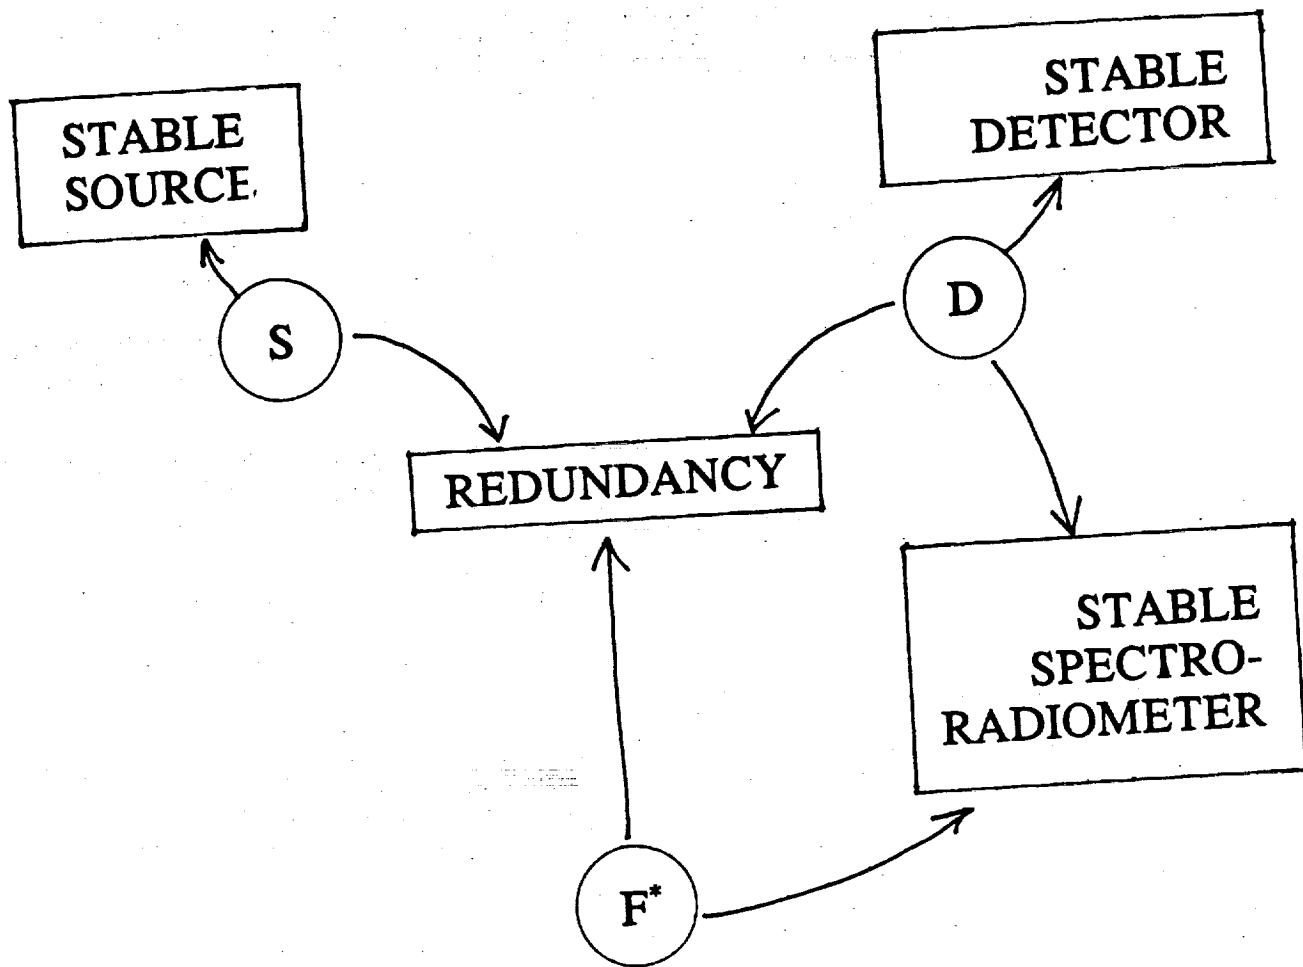 STABLE
SOURCE
STABLE
DETECTOR
S
D
REDUNDANCY
STABLE
SPECTRO-
RADIOMETER
F*